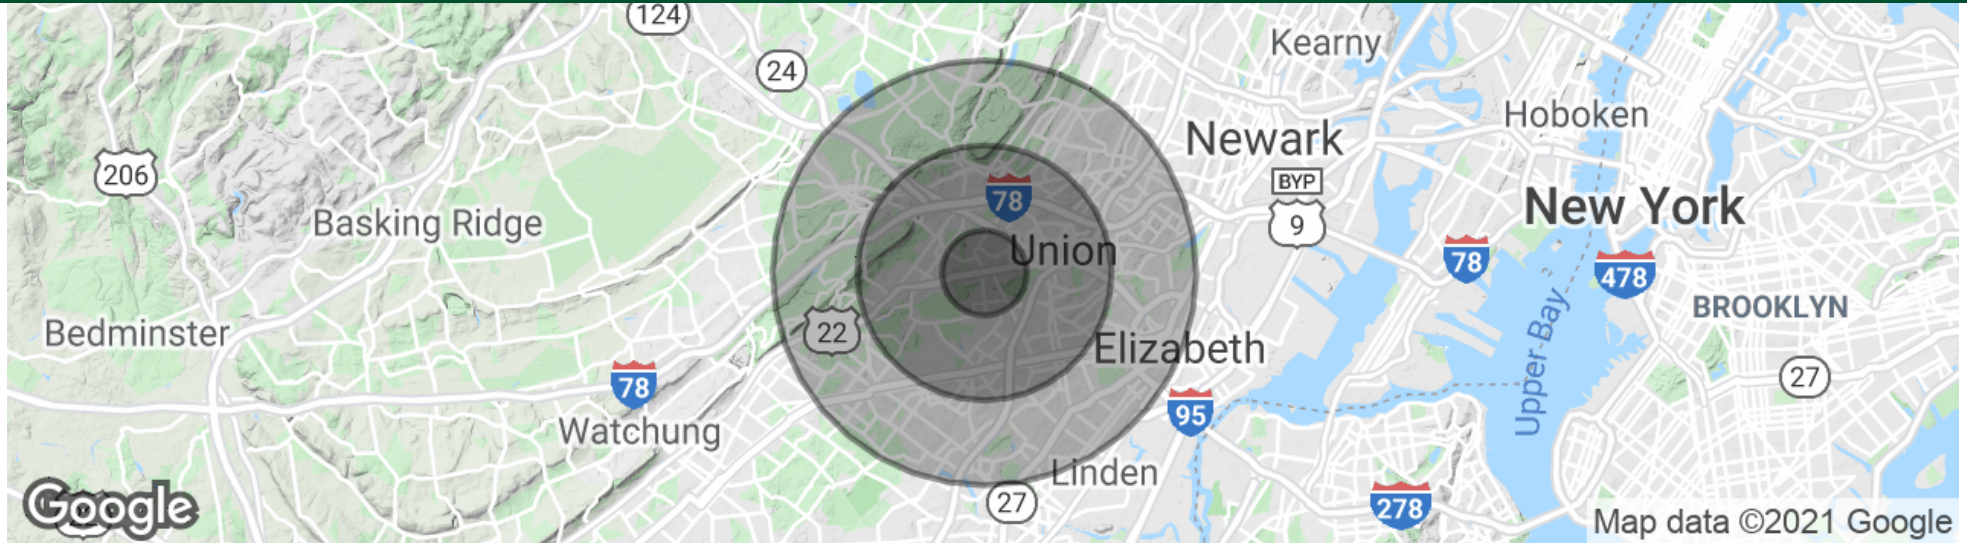 124
Kearny
24
Hoboken
Newark
206
BYP
78
New York
Basking Ridge
9
Union
78
478
BROOKLYN
Bedminster
22
Elizabeth
Upper Bay
27
78
95
Watchung
Linden
27
278
Google
Map data ©2021 Google